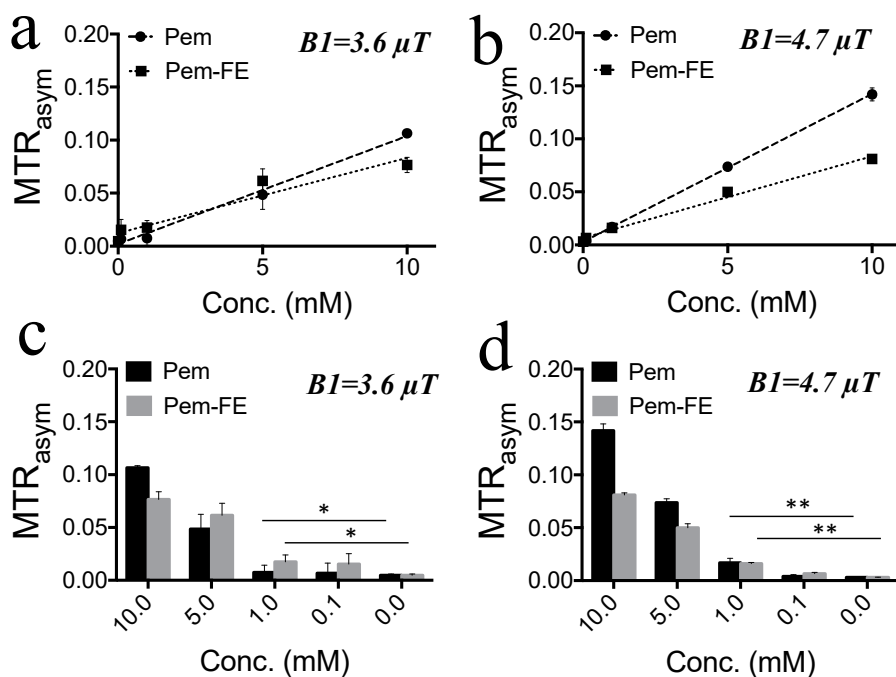 a
0.20
0.15
0.10
0.05
0.00
MTRasym
Pem
Pem-FE
B1=3.6 μT
0
5
10
Conc. (mM)
b
0.20
0.15
0.10
0.05
0.00
MTRasym
Pem
Pem-FE
B1=4.7 μT
0
5
10
Conc. (mM)
c
0.20
0.15
0.10
0.05
0.00
MTRasym
Pem
Pem-FE
B1=3.6 μT
*
*
10.0
5.0
1.0
0.1
0.0
Conc. (mM)
d
0.20
0.15
0.10
0.05
0.00
MTRasym
Pem
Pem-FE
B1=4.7 μT
**
**
10.0
5.0
1.0
0.1
0.0
Conc. (mM)